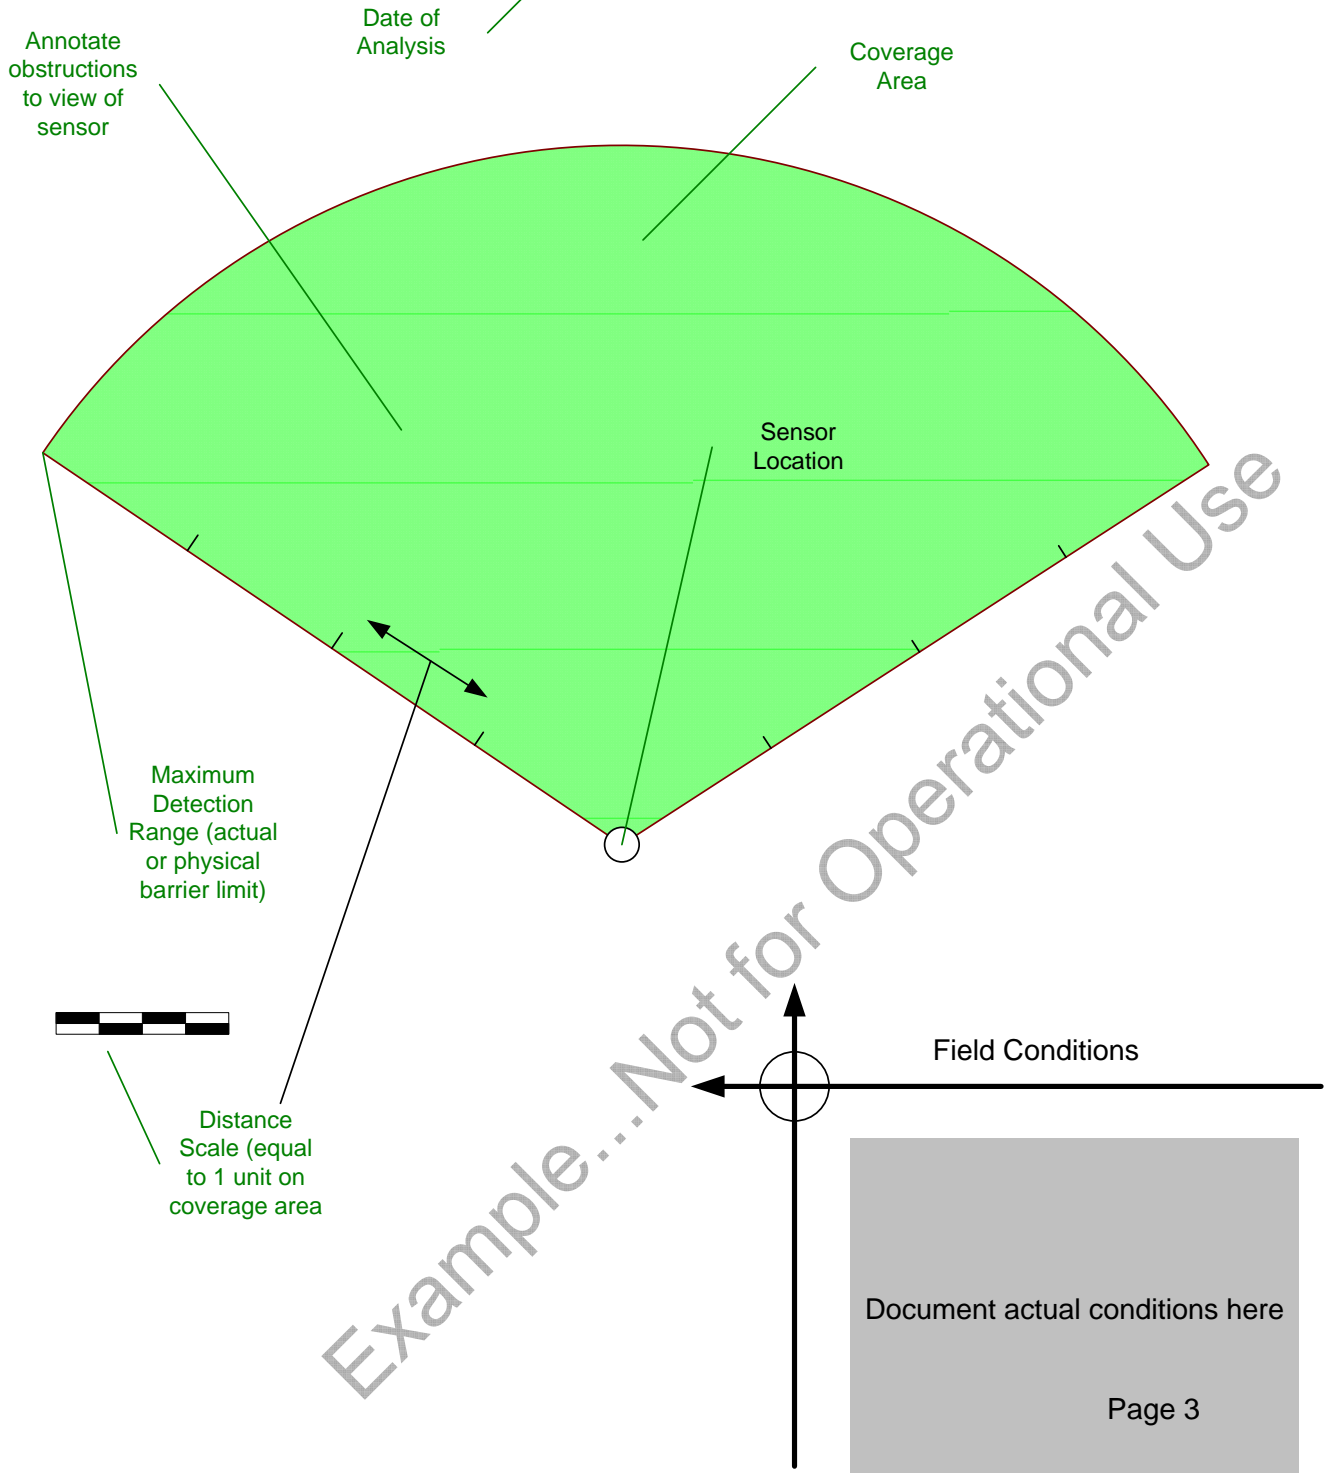 Date of
Analysis
Annotate
obstructions
to view of
sensor
Coverage
Area
Sensor
Location
Maximum
Detection
Range (actual
or physical
barrier limit)
Distance
Scale (equal
to 1 unit on
coverage area
Example...Not for Operational Use
Field Conditions
Document actual conditions here
Page 3